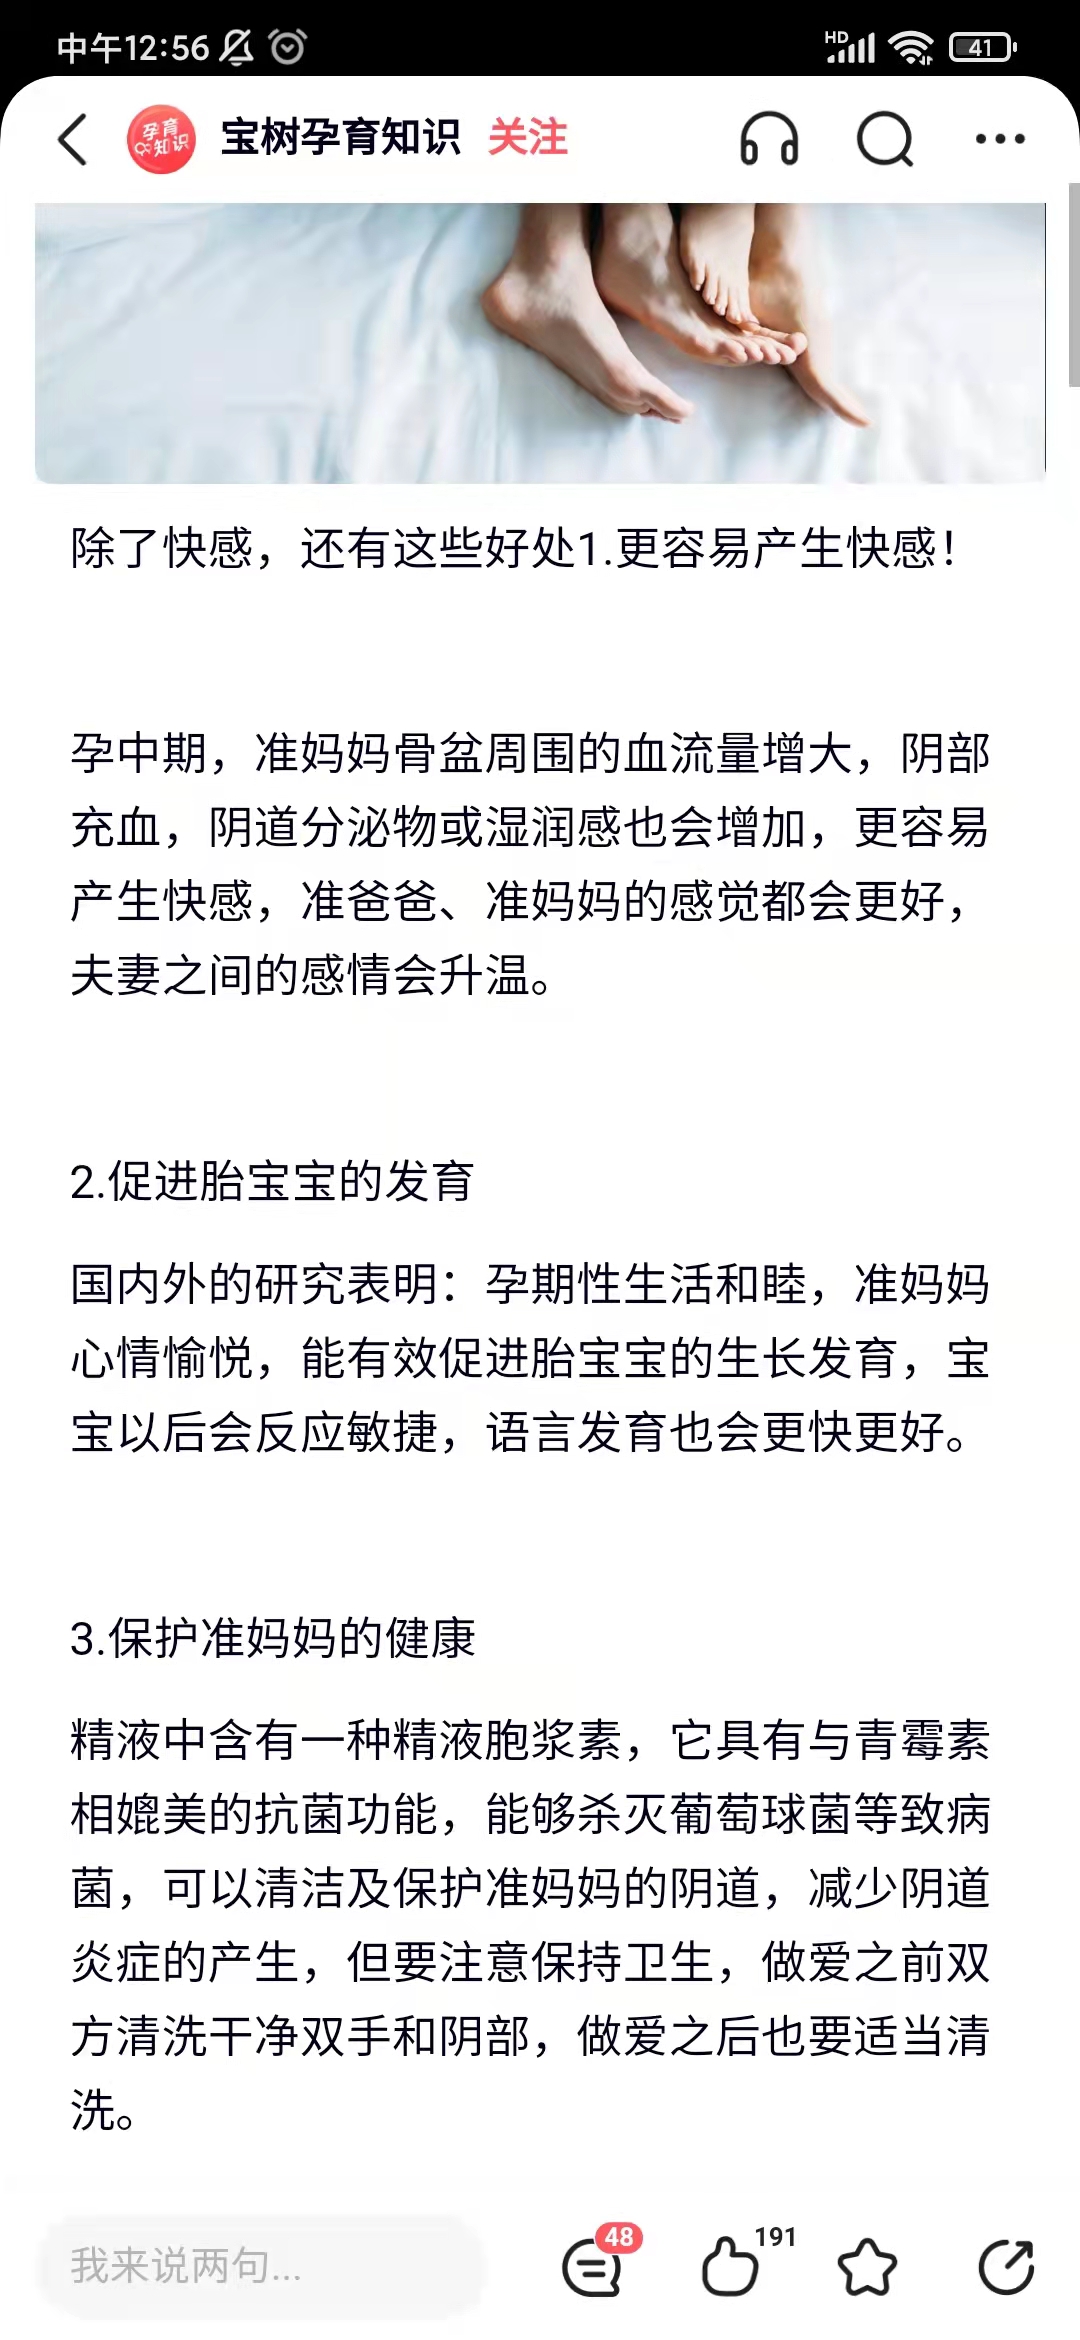 中午12:56
HD
41
孕育
知识
宝树孕育知识 关注
除了快感，还有这些好处1.更容易产生快感！
孕中期，准妈妈骨盆周围的血流量增大，阴部
充血，阴道分泌物或湿润感也会增加，更容易
产生快感，准爸爸、准妈妈的感觉都会更好，
夫妻之间的感情会升温。
2.促进胎宝宝的发育
国内外的研究表明：孕期性生活和睦，准妈妈
心情愉悦，能有效促进胎宝宝的生长发育，宝
宝以后会反应敏捷，语言发育也会更快更好。
3.保护准妈妈的健康
精液中含有一种精液胞浆素，它具有与青霉素
相媲美的抗菌功能，能够杀灭葡萄球菌等致病
菌，可以清洁及保护准妈妈的阴道，减少阴道
炎症的产生，但要注意保持卫生，做爱之前双
方清洗干净双手和阴部，做爱之后也要适当清
洗。
我来说两句...
48
191